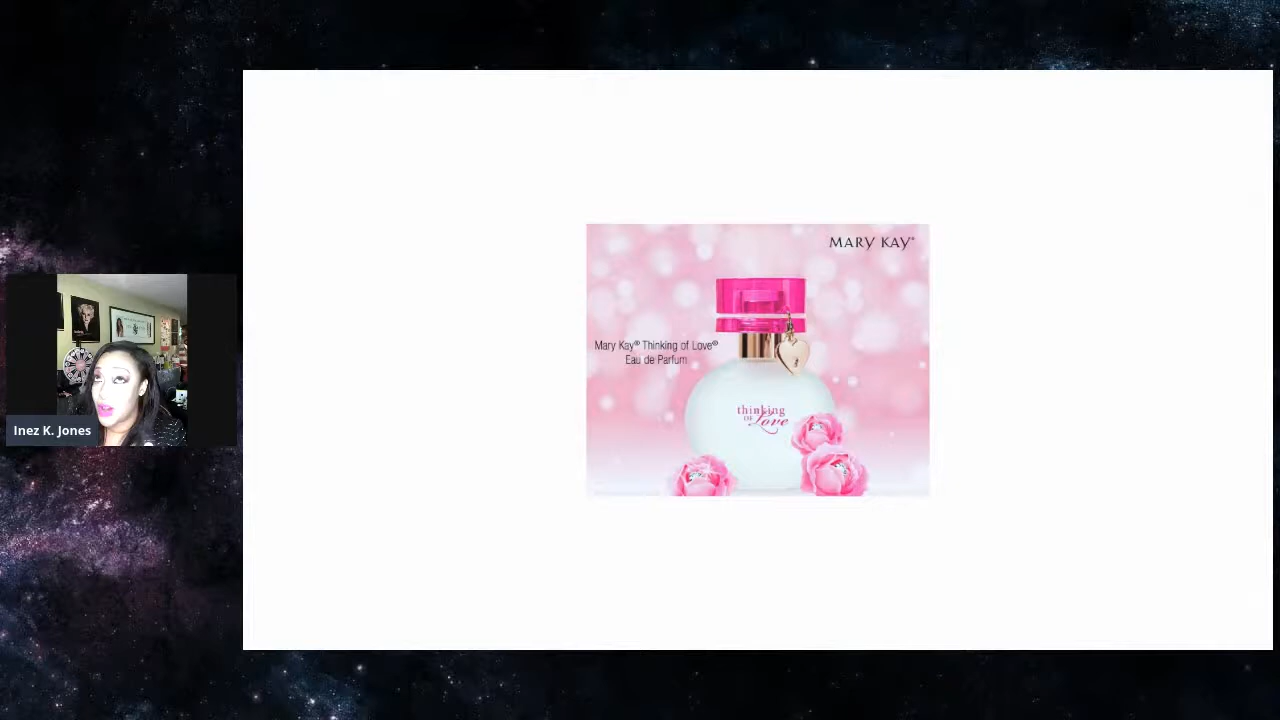 MARY KAY®
Mary Kay® Thinking of Love®
Eau de Parfum
thinking
OF Love
Inez K. Jones